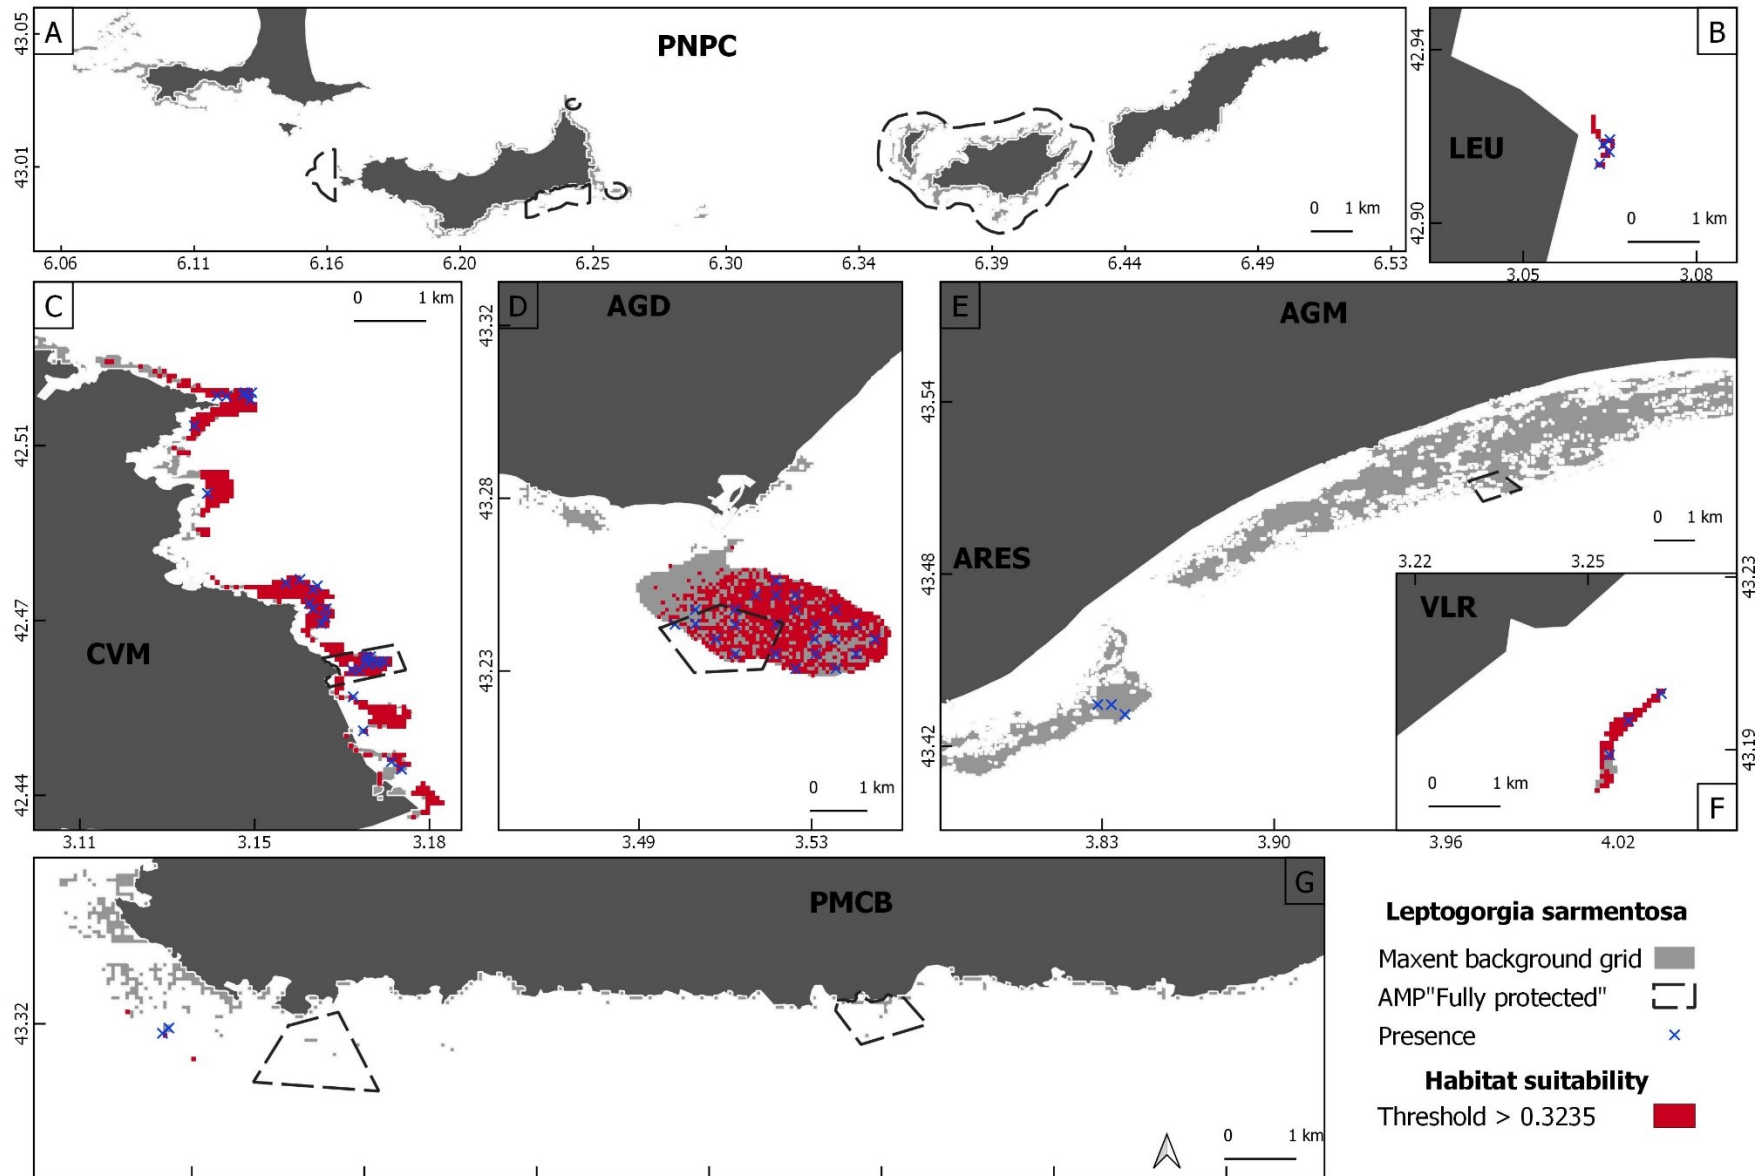 A
PNPC
43.05
43.01
0 1 km
6.06 6.11 6.16 6.20 6.25 6.30 6.34 6.39 6.44 6.49 6.53
B
LEU
42.94
42.90
0 1 km
3.05 3.08
C
0 1 km
CVM
42.51
42.47
42.44
3.11 3.15 3.18
D
AGD
43.32
43.28
43.23
0 1 km
3.49 3.53
E
AGM
ARES
43.54
43.48
43.42
0 1 km
3.83 3.90 3.96 4.02
3.22 3.25
VLR
43.23
43.19
0 1 km
F
G
PMCB
43.32
0 1 km
Leptogorgia sarmentosa
Maxent background grid
AMP"Fully protected"
Presence
Habitat suitability
Threshold > 0.3235